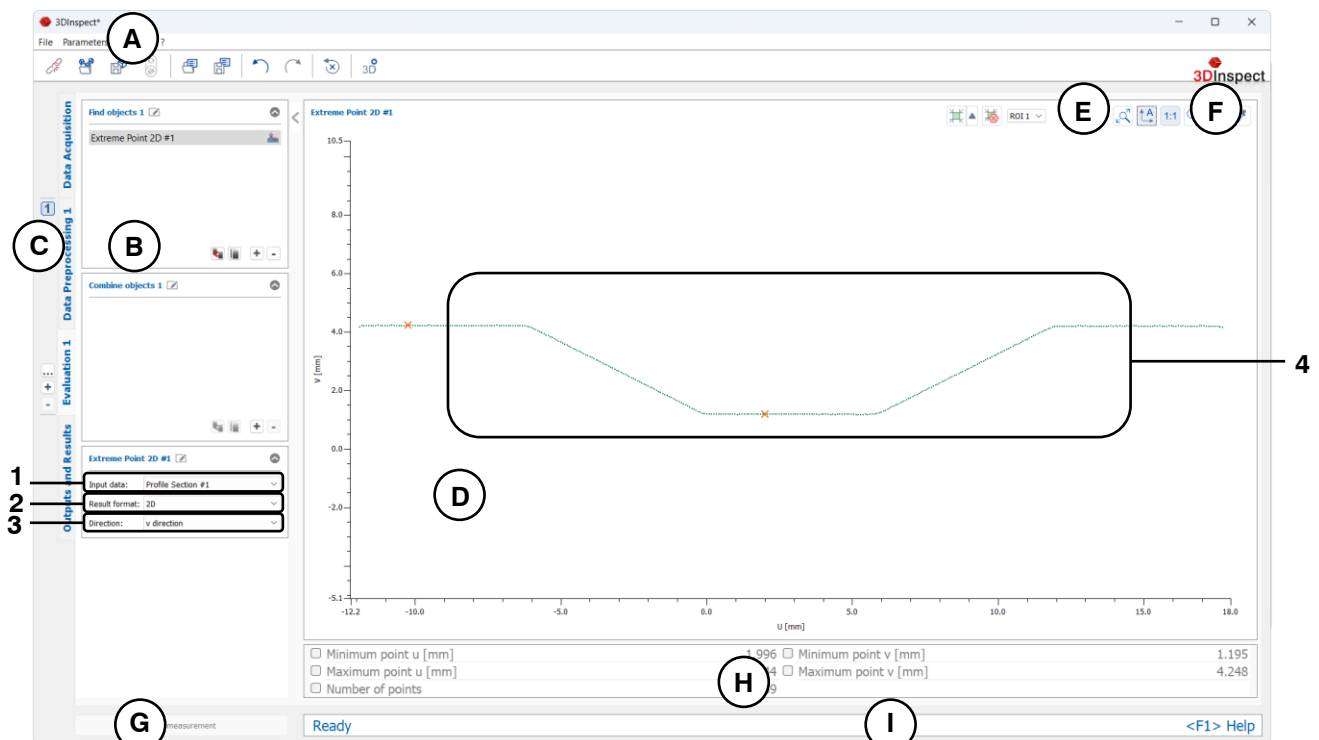 3DInspect*
File Parameters ?
A
3D
3DInspect
Data Acquisition
Data Preprocessing 1
Evaluation 1
Outputs and Results
1
C
...
+
-
Find objects 1
Extreme Point 2D #1
B
+ -
Combine objects 1
+ -
Extreme Point 2D #1
1 Input data: Profile Section #1
2 Result format: 2D
3 Direction: v direction
Extreme Point 2D #1
ROI 1
E
A
1:1
F
10.5
8.0
6.0
4.0
2.0
0.0
-2.0
-5.1
V [mm]
4
D
-12.2 -10.0 -5.0 0.0 5.0 10.0 15.0 18.0
U [mm]
Minimum point u [mm] 1.996 Minimum point v [mm] 1.195
Maximum point u [mm] Maximum point v [mm] 4.248
Number of points
H
G
measurement
Ready
I
<F1> Help